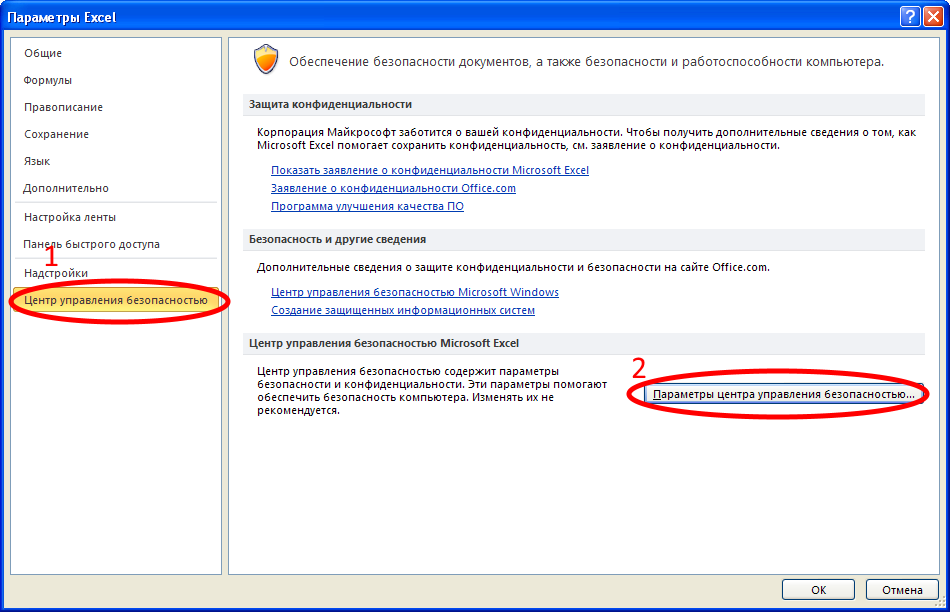 Параметры Excel
Общие
Формулы
Правописание
Сохранение
Язык
Дополнительно
Настройка ленты
Панель быстрого доступа
1
Надстройки
Центр управления безопасностью
Обеспечение безопасности документов, а также безопасности и работоспособности компьютера.
Защита конфиденциальности
Корпорация Майкрософт заботится о вашей конфиденциальности. Чтобы получить дополнительные сведения о том, как
Microsoft Excel помогает сохранить конфиденциальность, см. заявление о конфиденциальности.
Показать заявление о конфиденциальности Microsoft Excel
Заявление о конфиденциальности Office.com
Программа улучшения качества ПО
Безопасность и другие сведения
Дополнительные сведения о защите конфиденциальности и безопасности на сайте Office.com.
Центр управления безопасностью Microsoft Windows
Создание защищенных информационных систем
Центр управления безопасностью Microsoft Excel
Центр управления безопасностью содержит параметры
безопасности и конфиденциальности. Эти параметры помогают
обеспечить безопасность компьютера. Изменять их не
рекомендуется.
2
Параметры центра управления безопасностью...
ОК
Отмена